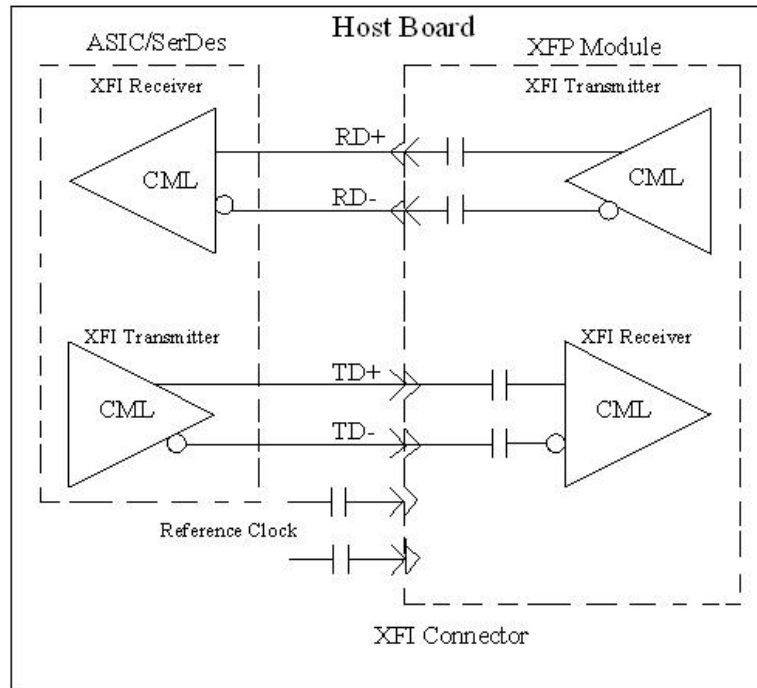 Host Board
ASIC/SerDes
XFP Module
XFI Receiver
XFI Transmitter
RD+
CML
CML
RD-
XFI Transmitter
XFI Receiver
TD+
CML
CML
TD-
Reference Clock
XFI Connector